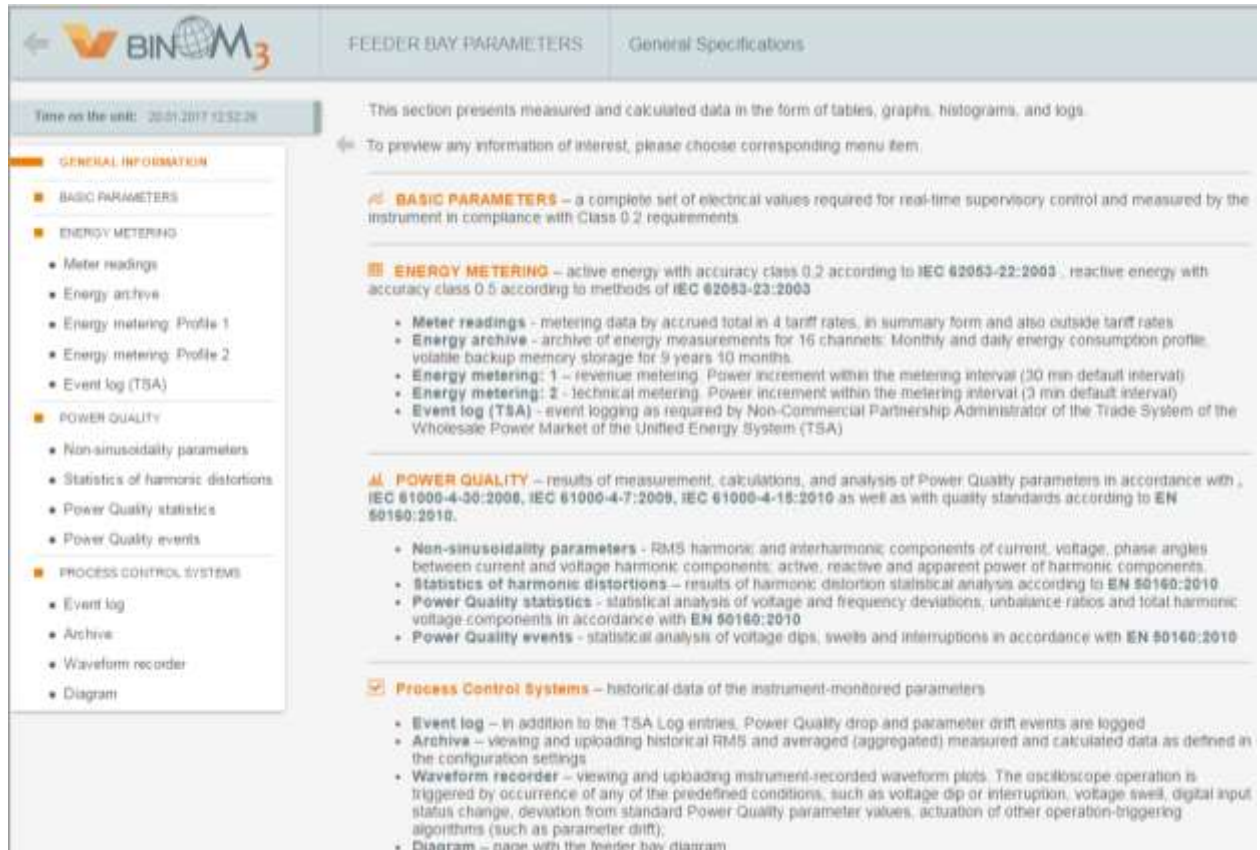 BINOM3
FEEDER BAY PARAMETERS
General Specifications
Time on the unit: 20.01.2017 12:52:26
GENERAL INFORMATION
BASIC PARAMETERS
ENERGY METERING
Meter readings
Energy archive
Energy metering: Profile 1
Energy metering: Profile 2
Event log (TSA)
POWER QUALITY
Non-sinusoidality parameters
Statistics of harmonic distortions
Power Quality statistics
Power Quality events
PROCESS CONTROL SYSTEMS
Event log
Archive
Waveform recorder
Diagram
This section presents measured and calculated data in the form of tables, graphs, histograms, and logs.
To preview any information of interest, please choose corresponding menu item.
BASIC PARAMETERS – a complete set of electrical values required for real-time supervisory control and measured by the
instrument in compliance with Class 0.2 requirements
ENERGY METERING – active energy with accuracy class 0.2 according to IEC 62053-22:2003 , reactive energy with
accuracy class 0.5 according to methods of IEC 62053-23:2003
• Meter readings - metering data by accrued total in 4 tariff rates, in summary form and also outside tariff rates
• Energy archive - archive of energy measurements for 16 channels: Monthly and daily energy consumption profile,
volatile backup memory storage for 9 years 10 months.
• Energy metering: 1 – revenue metering. Power increment within the metering interval (30 min default interval)
• Energy metering: 2 - technical metering. Power increment within the metering interval (3 min default interval)
• Event log (TSA) - event logging as required by Non-Commercial Partnership Administrator of the Trade System of the
Wholesale Power Market of the Unified Energy System (TSA)
POWER QUALITY – results of measurement, calculations, and analysis of Power Quality parameters in accordance with ,
IEC 61000-4-30:2008, IEC 61000-4-7:2009, IEC 61000-4-15:2010 as well as with quality standards according to EN
50160:2010.
• Non-sinusoidality parameters - RMS harmonic and interharmonic components of current, voltage, phase angles
between current and voltage harmonic components; active, reactive and apparent power of harmonic components.
• Statistics of harmonic distortions – results of harmonic distortion statistical analysis according to EN 50160:2010
• Power Quality statistics - statistical analysis of voltage and frequency deviations, unbalance ratios and total harmonic
voltage components in accordance with EN 50160:2010
• Power Quality events - statistical analysis of voltage dips, swells and interruptions in accordance with EN 50160:2010
Process Control Systems – historical data of the instrument-monitored parameters
• Event log – in addition to the TSA Log entries, Power Quality drop and parameter drift events are logged
• Archive – viewing and uploading historical RMS and averaged (aggregated) measured and calculated data as defined in
the configuration settings
• Waveform recorder – viewing and uploading instrument-recorded waveform plots. The oscilloscope operation is
triggered by occurrence of any of the predefined conditions, such as voltage dip or interruption, voltage swell, digital input
status change, deviation from standard Power Quality parameter values, actuation of other operation-triggering
algorithms (such as parameter drift);
• Diagram – page with the feeder bay diagram